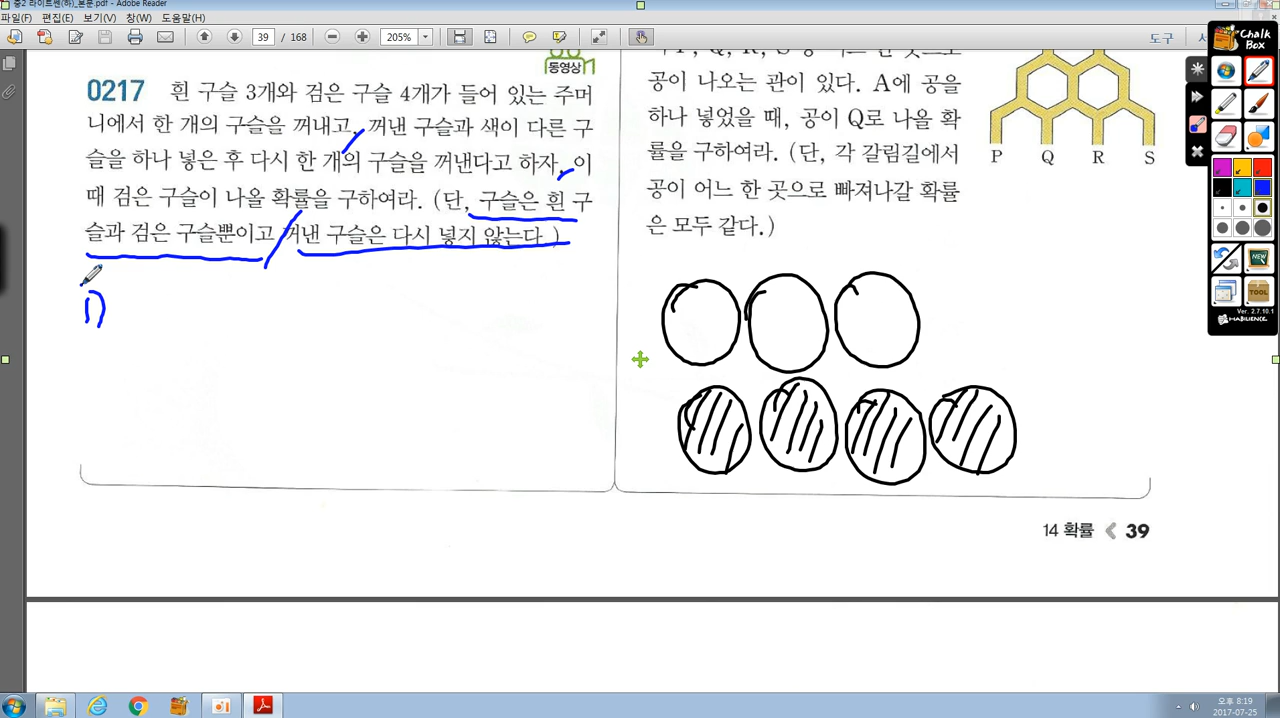 중2 라이트쎈(하)_본문.pdf - Adobe Reader
파일(F) 편집(E) 보기(V) 창(W) 도움말(H)
39 / 168 205% 도구
동영상
0217 흰 구슬 3개와 검은 구슬 4개가 들어 있는 주머
니에서 한 개의 구슬을 꺼내고, 꺼낸 구슬과 색이 다른 구
슬을 하나 넣은 후 다시 한 개의 구슬을 꺼낸다고 하자. 이
때 검은 구슬이 나올 확률을 구하여라. (단, 구슬은 흰 구
슬과 검은 구슬뿐이고 꺼낸 구슬은 다시 넣지 않는다.)
1)
공이 나오는 관이 있다. A에 공을
하나 넣었을 때, 공이 Q로 나올 확
률을 구하여라. (단, 각 갈림길에서
공이 어느 한 곳으로 빠져나갈 확률
은 모두 같다.)
P Q R S
14 확률 39
Chalk
Box
NEW
TOOL
Ver. 2.7.10.1
HABILIENCE
오후 8:19
2017-07-25